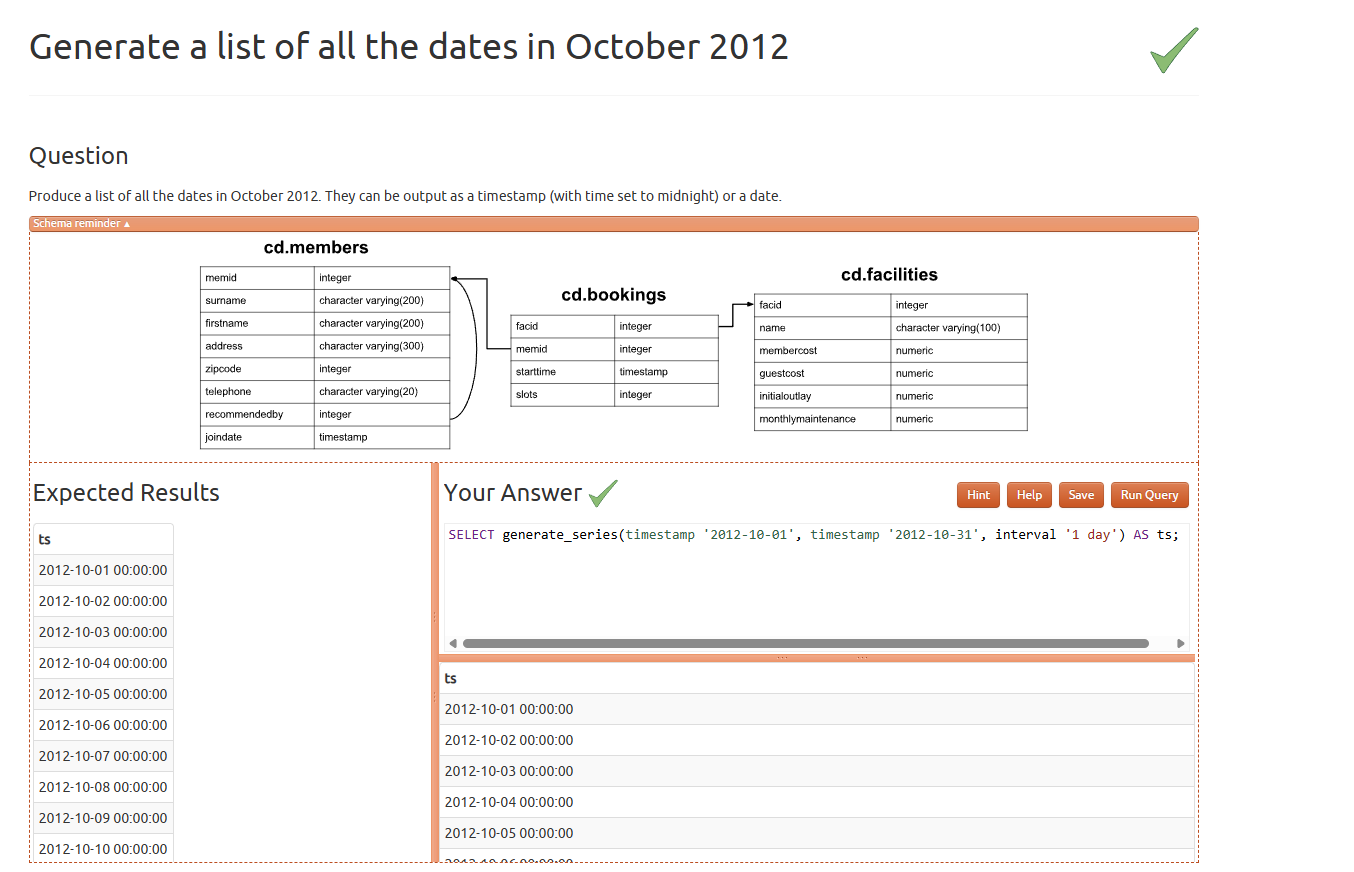 Generate a list of all the dates in October 2012
Question
Produce a list of all the dates in October 2012. They can be output as a timestamp (with time set to midnight) or a date.
Schema reminder ▲
cd.members
memid integer
surname character varying(200)
firstname character varying(200)
address character varying(300)
zipcode integer
telephone character varying(20)
recommendedby integer
joindate timestamp
cd.bookings
facid integer
memid integer
starttime timestamp
slots integer
cd.facilities
facid integer
name character varying(100)
membercost numeric
guestcost numeric
initialoutlay numeric
monthlymaintenance numeric
Expected Results
ts
2012-10-01 00:00:00
2012-10-02 00:00:00
2012-10-03 00:00:00
2012-10-04 00:00:00
2012-10-05 00:00:00
2012-10-06 00:00:00
2012-10-07 00:00:00
2012-10-08 00:00:00
2012-10-09 00:00:00
2012-10-10 00:00:00
Your Answer
Hint Help Save Run Query
SELECT generate_series(timestamp '2012-10-01', timestamp '2012-10-31', interval '1 day') AS ts;
ts
2012-10-01 00:00:00
2012-10-02 00:00:00
2012-10-03 00:00:00
2012-10-04 00:00:00
2012-10-05 00:00:00
2012-10-06 00:00:00